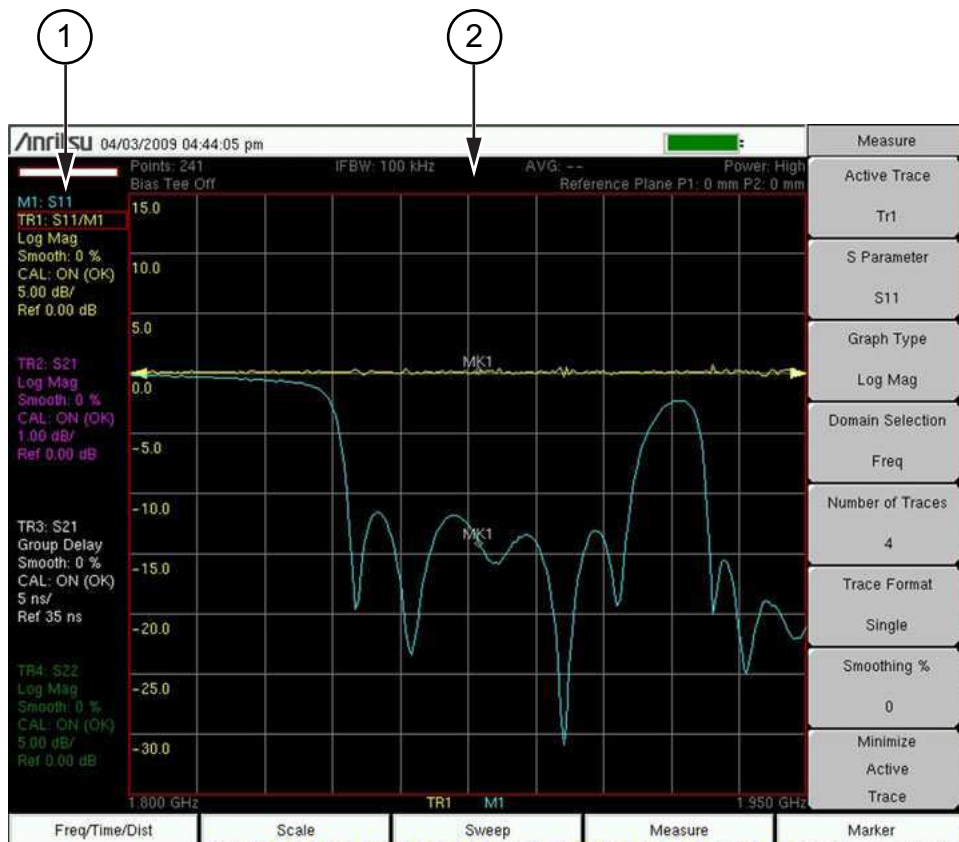 1
2
Anritsu 04/03/2009 04:44:05 pm
Points: 241 IFBW: 100 kHz AVG: -- Power: High
Bias Tee Off Reference Plane P1: 0 mm P2: 0 mm
M1: S11
TR1: S11/M1
Log Mag
Smooth: 0 %
CAL: ON (OK)
5.00 dB/
Ref 0.00 dB
TR2: S21
Log Mag
Smooth: 0 %
CAL: ON (OK)
1.00 dB/
Ref 0.00 dB
TR3: S21
Group Delay
Smooth: 0 %
CAL: ON (OK)
5 ns/
Ref 35 ns
TR4: S22
Log Mag
Smooth: 0 %
CAL: ON (OK)
5.00 dB/
Ref 0.00 dB
15.0
10.0
5.0
0.0
-5.0
-10.0
-15.0
-20.0
-25.0
-30.0
MK1
MK1
1.800 GHz TR1 M1 1.950 GHz
Measure
Active Trace
Tr1
S Parameter
S11
Graph Type
Log Mag
Domain Selection
Freq
Number of Traces
4
Trace Format
Single
Smoothing %
0
Minimize
Active
Trace
Freq/Time/Dist Scale Sweep Measure Marker